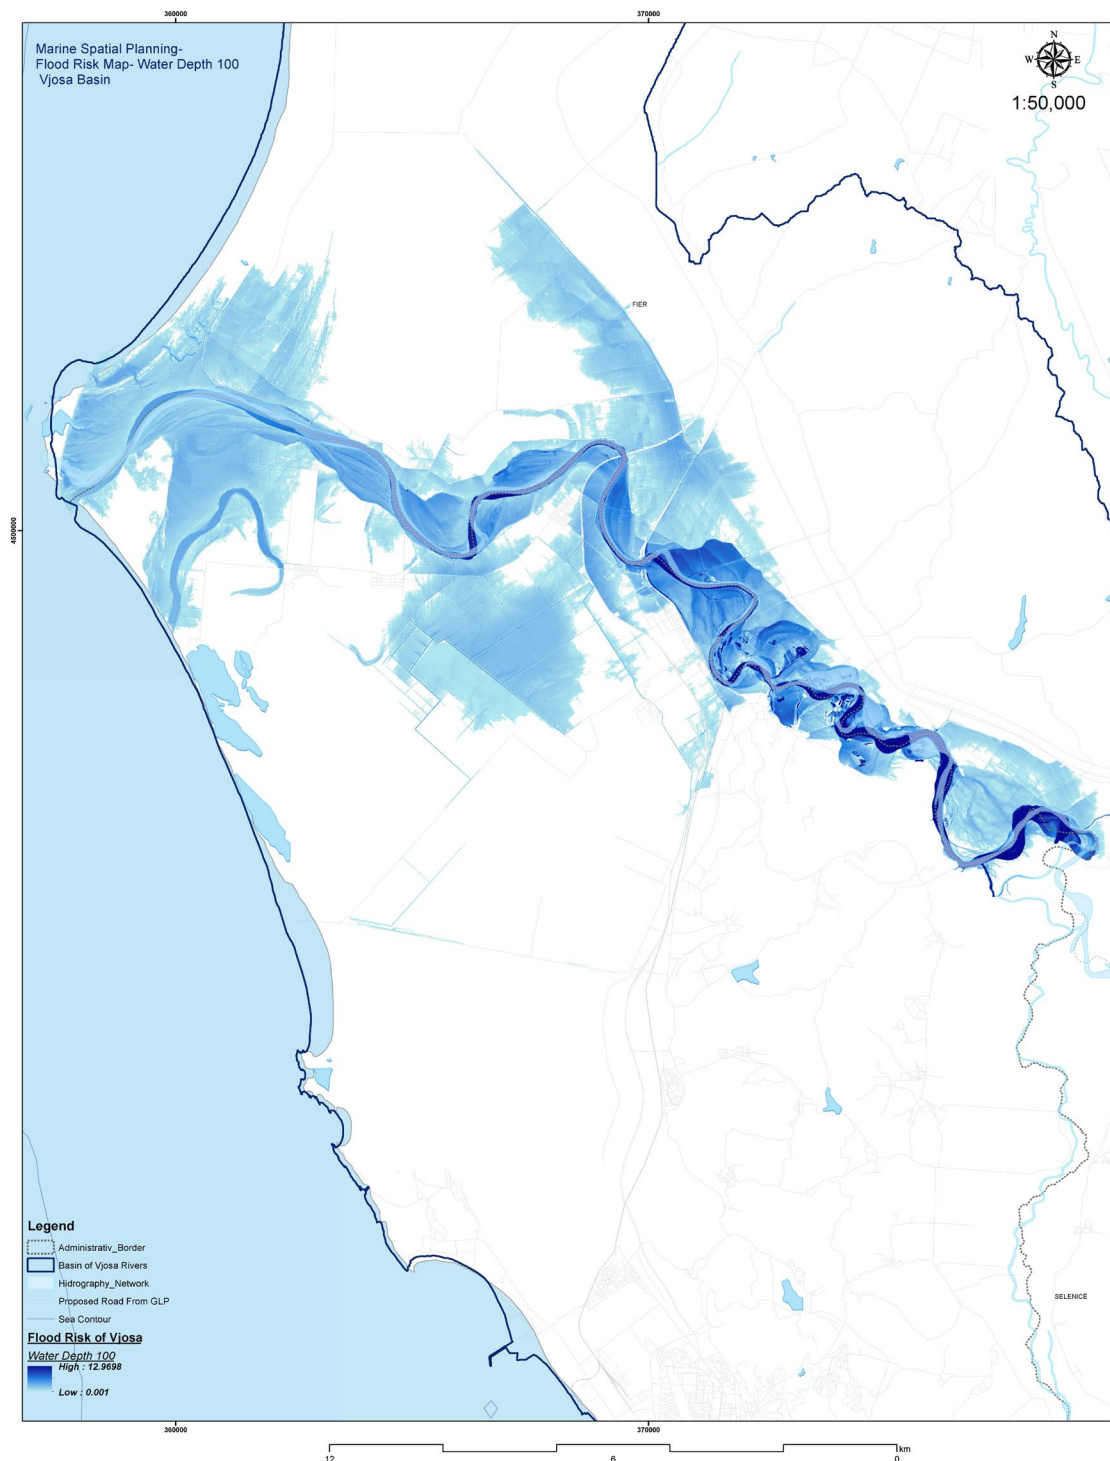 360000
370000
Marine Spatial Planning-
Flood Risk Map- Water Depth 100
Vjosa Basin
N
W
E
S
1:50,000
FIER
4500000
Legend
Administrativ_Border
Basin of Vjosa Rivers
Hidrography_Network
Proposed Road From GLP
Sea Contour
Flood Risk of Vjosa
Water Depth 100
High : 12.9698
Low : 0.001
SELENICË
360000
370000
12
6
0
km